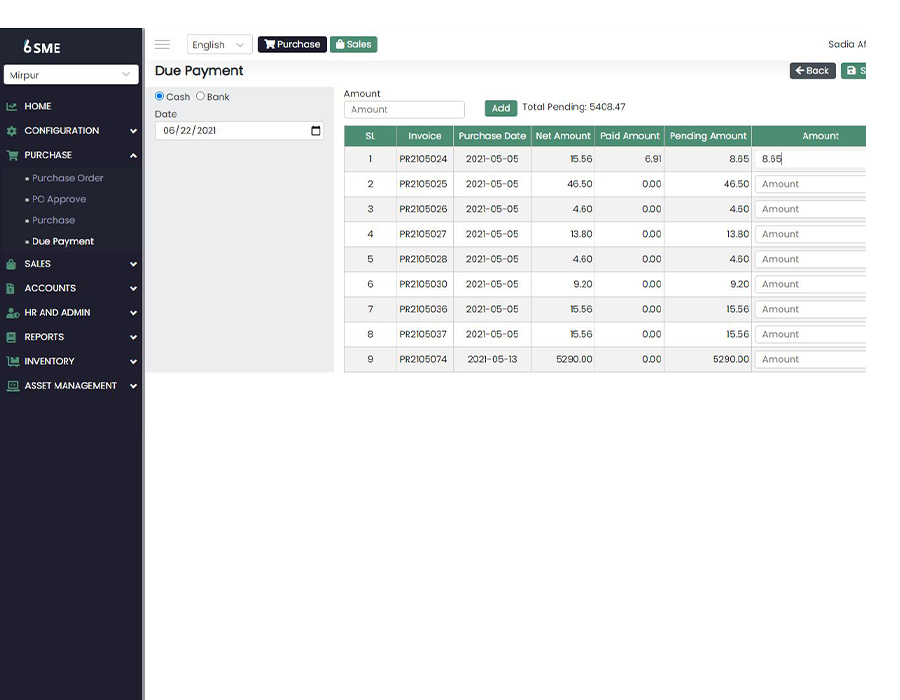 SME
English
Purchase
Sales
Sadia Af
Mirpur
Due Payment
Back
S
HOME
CONFIGURATION
PURCHASE
Purchase Order
PO Approve
Purchase
Due Payment
SALES
ACCOUNTS
HR AND ADMIN
REPORTS
INVENTORY
ASSET MANAGEMENT
Cash Bank
Date
06/22/2021
Amount
Amount Add Total Pending: 5408.47
SL Invoice Purchase Date Net Amount Paid Amount Pending Amount Amount
1 PR2105024 2021-05-05 15.56 6.91 8.65 8.65
2 PR2105025 2021-05-05 46.50 0.00 46.50 Amount
3 PR2105026 2021-05-05 4.60 0.00 4.60 Amount
4 PR2105027 2021-05-05 13.80 0.00 13.80 Amount
5 PR2105028 2021-05-05 4.60 0.00 4.60 Amount
6 PR2105030 2021-05-05 9.20 0.00 9.20 Amount
7 PR2105036 2021-05-05 15.56 0.00 15.56 Amount
8 PR2105037 2021-05-05 15.56 0.00 15.56 Amount
9 PR2105074 2021-05-13 5290.00 0.00 5290.00 Amount